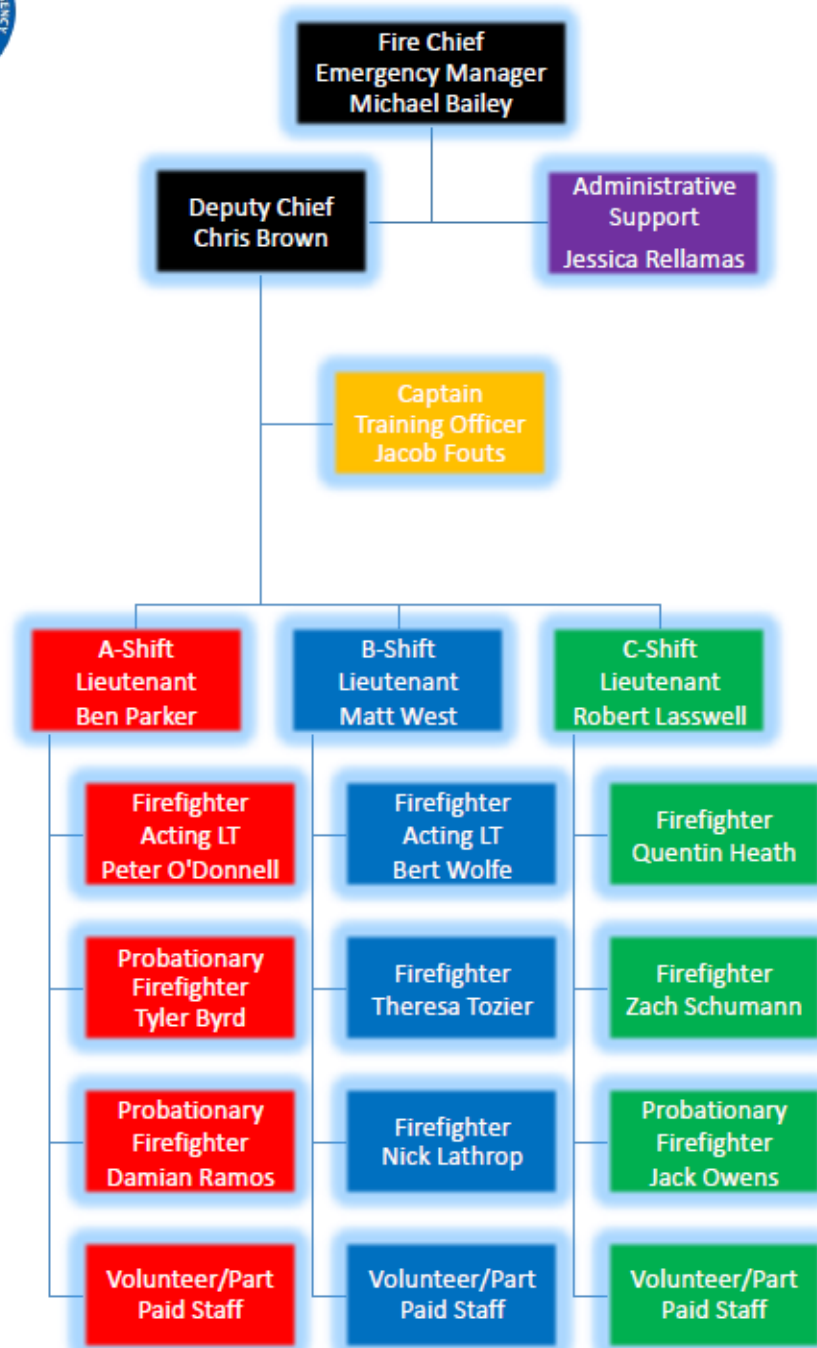 ENCY
Fire Chief
Emergency Manager
Michael Bailey
Deputy Chief
Chris Brown
Administrative
Support
Jessica Rellamas
Captain
Training Officer
Jacob Fouts
A-Shift
Lieutenant
Ben Parker
B-Shift
Lieutenant
Matt West
C-Shift
Lieutenant
Robert Lasswell
Firefighter
Acting LT
Peter O'Donnell
Probationary
Firefighter
Tyler Byrd
Probationary
Firefighter
Damian Ramos
Volunteer/Part
Paid Staff
Firefighter
Acting LT
Bert Wolfe
Firefighter
Theresa Tozier
Firefighter
Nick Lathrop
Volunteer/Part
Paid Staff
Firefighter
Quentin Heath
Firefighter
Zach Schumann
Probationary
Firefighter
Jack Owens
Volunteer/Part
Paid Staff